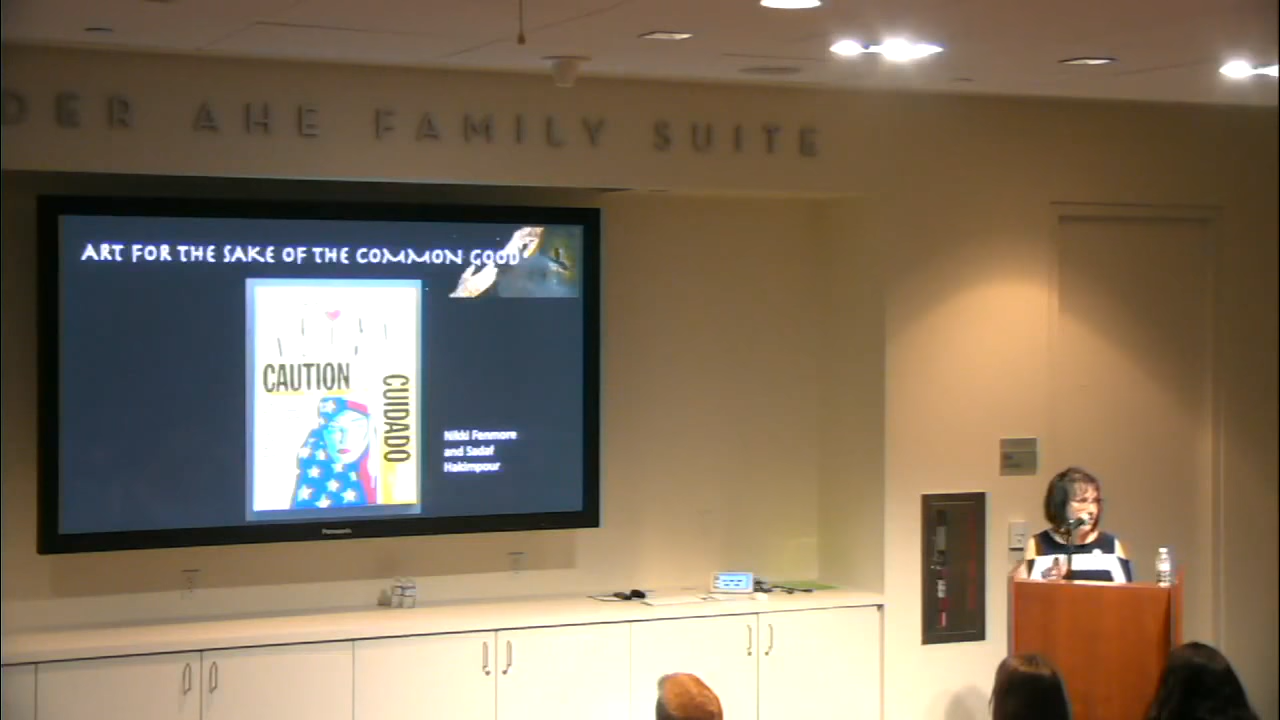 DER AHE FAMILY SUITE
ART FOR THE SAKE OF THE COMMON GOOD
CAUTION
CUIDADO
Nikki Fenmore
and Sadaf
Hakimpour
Panasonic